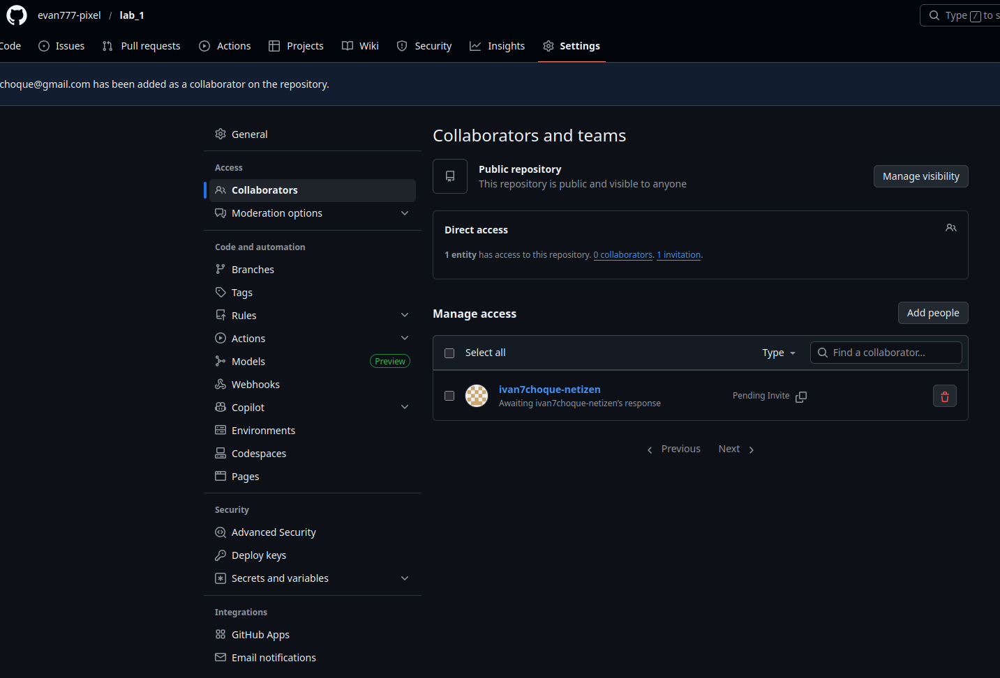 evan777-pixel / lab_1
Type / to s
Code Issues Pull requests Actions Projects Wiki Security Insights Settings
choque@gmail.com has been added as a collaborator on the repository.
General
Access
Collaborators
Moderation options
Code and automation
Branches
Tags
Rules
Actions
Models Preview
Webhooks
Copilot
Environments
Codespaces
Pages
Security
Advanced Security
Deploy keys
Secrets and variables
Integrations
GitHub Apps
Email notifications
Collaborators and teams
Public repository
This repository is public and visible to anyone
Manage visibility
Direct access
1 entity has access to this repository. 0 collaborators. 1 invitation.
Manage access
Add people
Select all
Type
Find a collaborator...
ivan7choque-netizen
Awaiting ivan7choque-netizen's response
Pending Invite
Previous Next